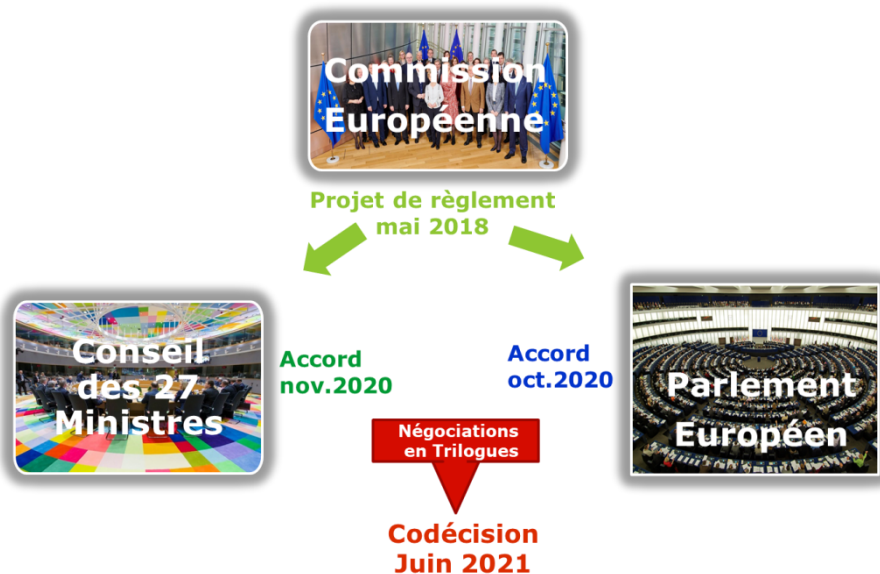 Commission
Européenne
Projet de règlement
mai 2018
Conseil
des 27
Ministres
Accord
nov.2020
Accord
oct.2020
Parlement
Européen
Négociations
en Trilogues
Codécision
Juin 2021